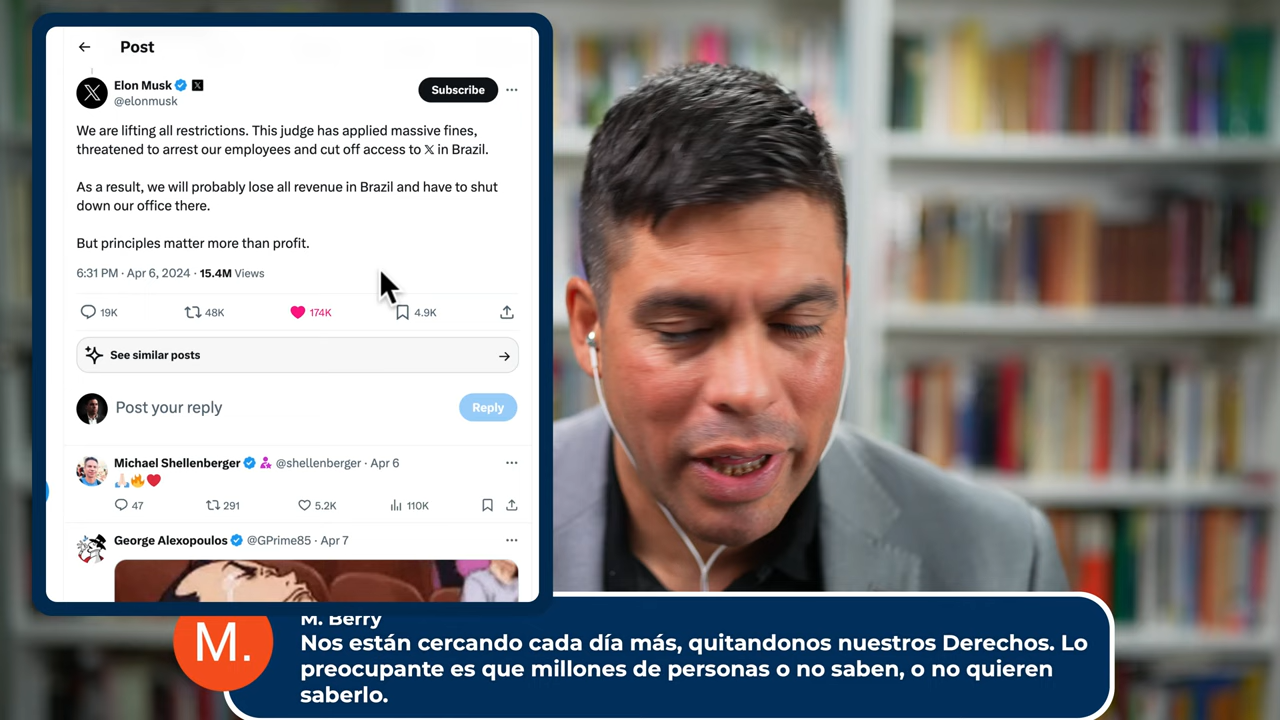 Post
Elon Musk
@elonmusk
Subscribe
We are lifting all restrictions. This judge has applied massive fines,
threatened to arrest our employees and cut off access to 𝕏 in Brazil.
As a result, we will probably lose all revenue in Brazil and have to shut
down our office there.
But principles matter more than profit.
6:31 PM · Apr 6, 2024 · 15.4M Views
19K 48K 174K 4.9K
See similar posts
Post your reply
Reply
Michael Shellenberger @shellenberger · Apr 6
🙏🏻🔥❤️
47 291 5.2K 110K
George Alexopoulos @GPrime85 · Apr 7
M.
M. Berry
Nos están cercando cada día más, quitandonos nuestros Derechos. Lo
preocupante es que millones de personas o no saben, o no quieren
saberlo.